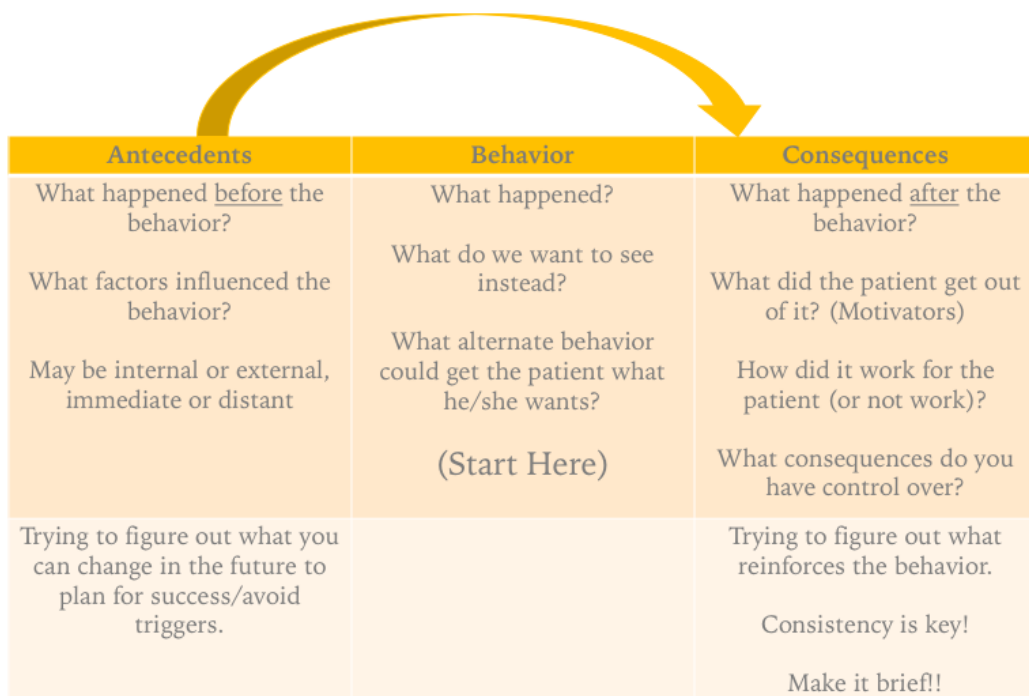 Antecedents
Behavior
Consequences
What happened before the
behavior?
What factors influenced the
behavior?
May be internal or external,
immediate or distant
What happened?
What do we want to see
instead?
What alternate behavior
could get the patient what
he/she wants?
(Start Here)
What happened after the
behavior?
What did the patient get out
of it? (Motivators)
How did it work for the
patient (or not work)?
What consequences do you
have control over?
Trying to figure out what you
can change in the future to
plan for success/avoid
triggers.
Trying to figure out what
reinforces the behavior.
Consistency is key!
Make it brief!!